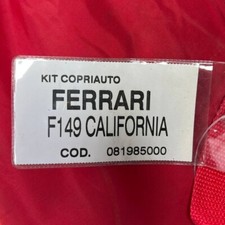 KIT COPRIAUTO
FERRARI
F149 CALIFORNIA
COD. 081985000